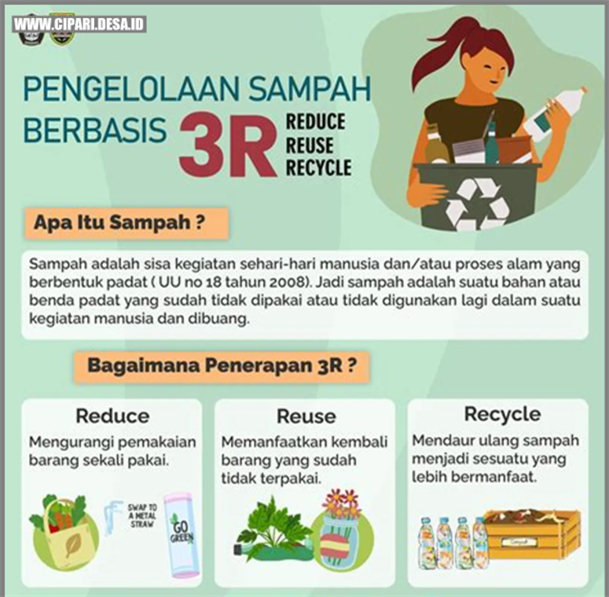 WWW.CIPARI.DESA.ID
PENGELOLAAN SAMPAH
BERBASIS 3R REDUCE
REUSE
RECYCLE
Apa Itu Sampah ?
Sampah adalah sisa kegiatan sehari-hari manusia dan/atau proses alam yang
berbentuk padat ( UU no 18 tahun 2008). Jadi sampah adalah suatu bahan atau
benda padat yang sudah tidak dipakai atau tidak digunakan lagi dalam suatu
kegiatan manusia dan dibuang.
Bagaimana Penerapan 3R ?
Reduce
Mengurangi pemakaian
barang sekali pakai.
SWAP TO
A METAL
STRAW
GO
GREEN
Reuse
Memanfaatkan kembali
barang yang sudah
tidak terpakai.
Recycle
Mendaur ulang sampah
menjadi sesuatu yang
lebih bermanfaat.